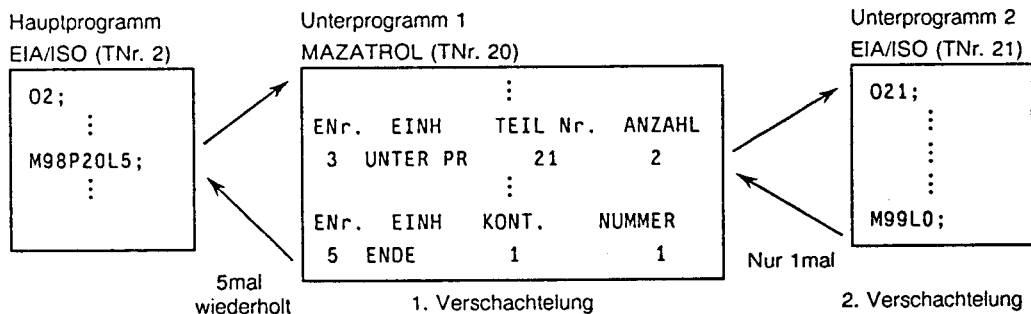 Hauptprogramm
EIA/ISO (TNr. 2)
O2;
M98P20L5;
5mal
wiederholt
Unterprogramm 1
MAZATROL (TNr. 20)
ENr. EINH TEIL Nr. ANZAHL
3 UNTER PR 21 2
ENr. EINH KONT. NUMMER
5 ENDE 1 1
1. Verschachtelung
Nur 1mal
Unterprogramm 2
EIA/ISO (TNr. 21)
O21;
M99L0;
2. Verschachtelung